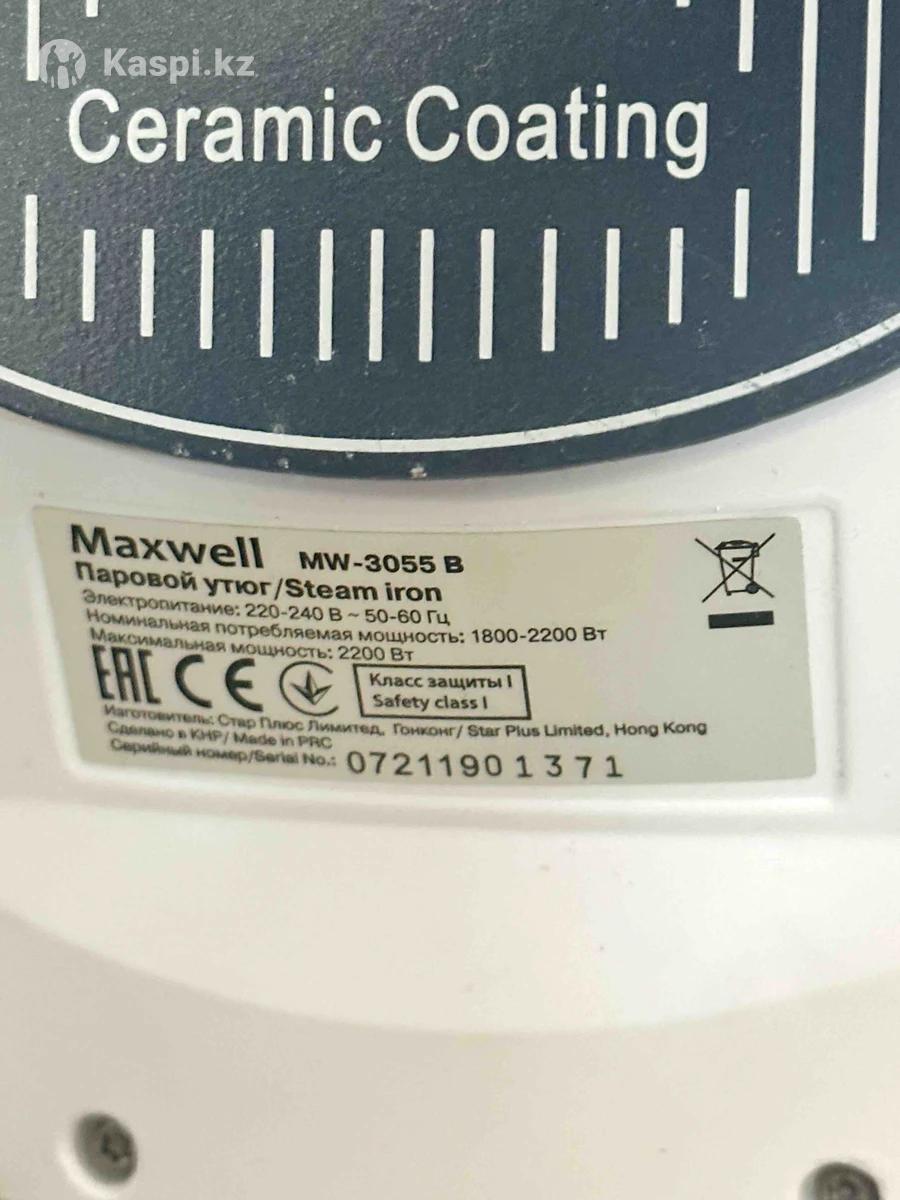 Kaspi.kz
Ceramic Coating
Maxwell MW-3055 B
Паровой утюг/Steam iron
Электропитание: 220-240 В ~ 50-60 Гц
Номинальная потребляемая мощность: 1800-2200 Вт
Максимальная мощность: 2200 Вт
EAC CE
Класс защиты I
Safety class I
Изготовитель: Стар Плюс Лимитед, Гонконг/ Star Plus Limited, Hong Kong
Сделано в КНР/ Made in PRC
Серийный номер/Serial No.: 07211901371